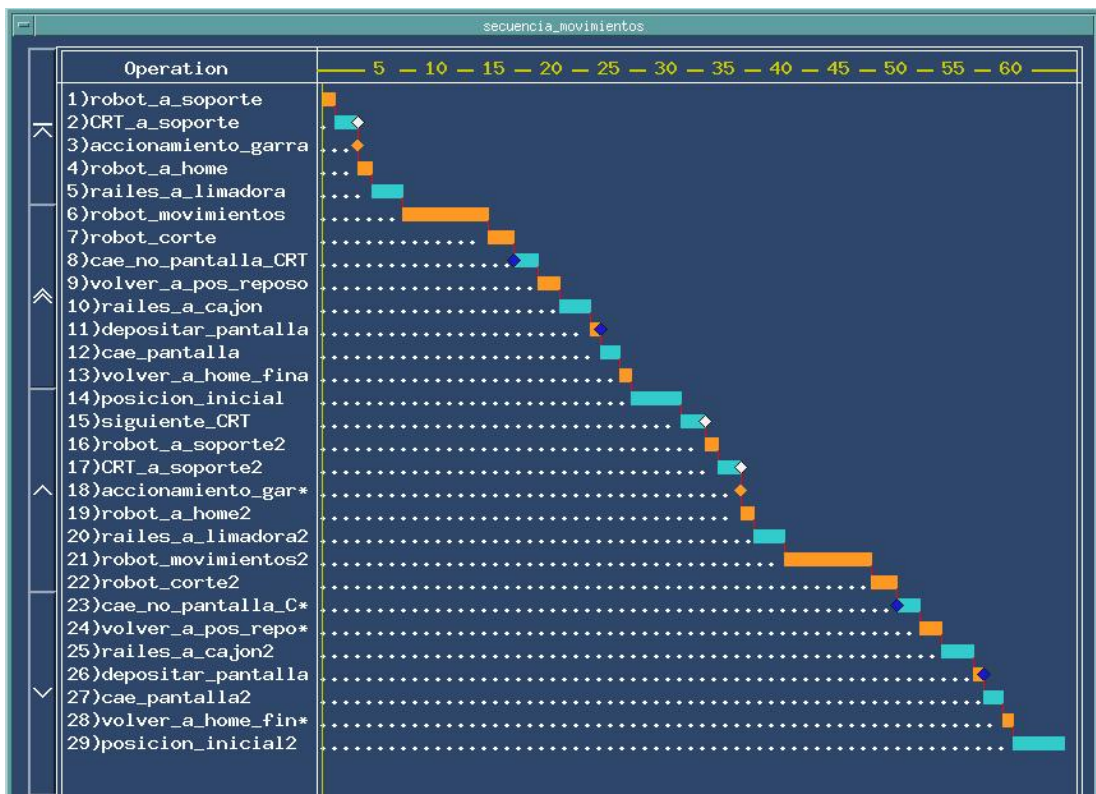 secuencia_movimientos
Operation 5 10 15 20 25 30 35 40 45 50 55 60
1)robot_a_soporte
2)CRT_a_soporte
3)accionamiento_garra
4)robot_a_home
5)railes_a_limadora
6)robot_movimientos
7)robot_corte
8)cae_no_pantalla_CRT
9)volver_a_pos_reposo
10)railes_a_cajon
11)depositar_pantalla
12)cae_pantalla
13)volver_a_home_fina
14)posicion_inicial
15)siguiente_CRT
16)robot_a_soporte2
17)CRT_a_soporte2
18)accionamiento_gar*
19)robot_a_home2
20)railes_a_limadora2
21)robot_movimientos2
22)robot_corte2
23)cae_no_pantalla_C*
24)volver_a_pos_repo*
25)railes_a_cajon2
26)depositar_pantalla
27)cae_pantalla2
28)volver_a_home_fin*
29)posicion_inicial2